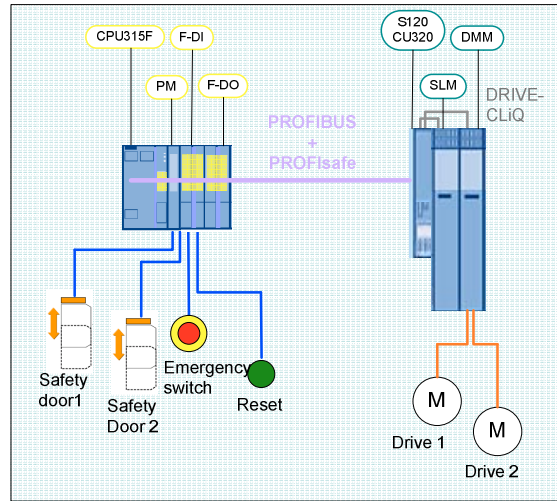 CPU315F
F-DI
S120
CU320
DMM
PM
F-DO
SLM
DRIVE-
CLiQ
PROFIBUS
+
PROFIsafe
Safety
door1
Safety
Door 2
Emergency
switch
Reset
M
Drive 1
M
Drive 2